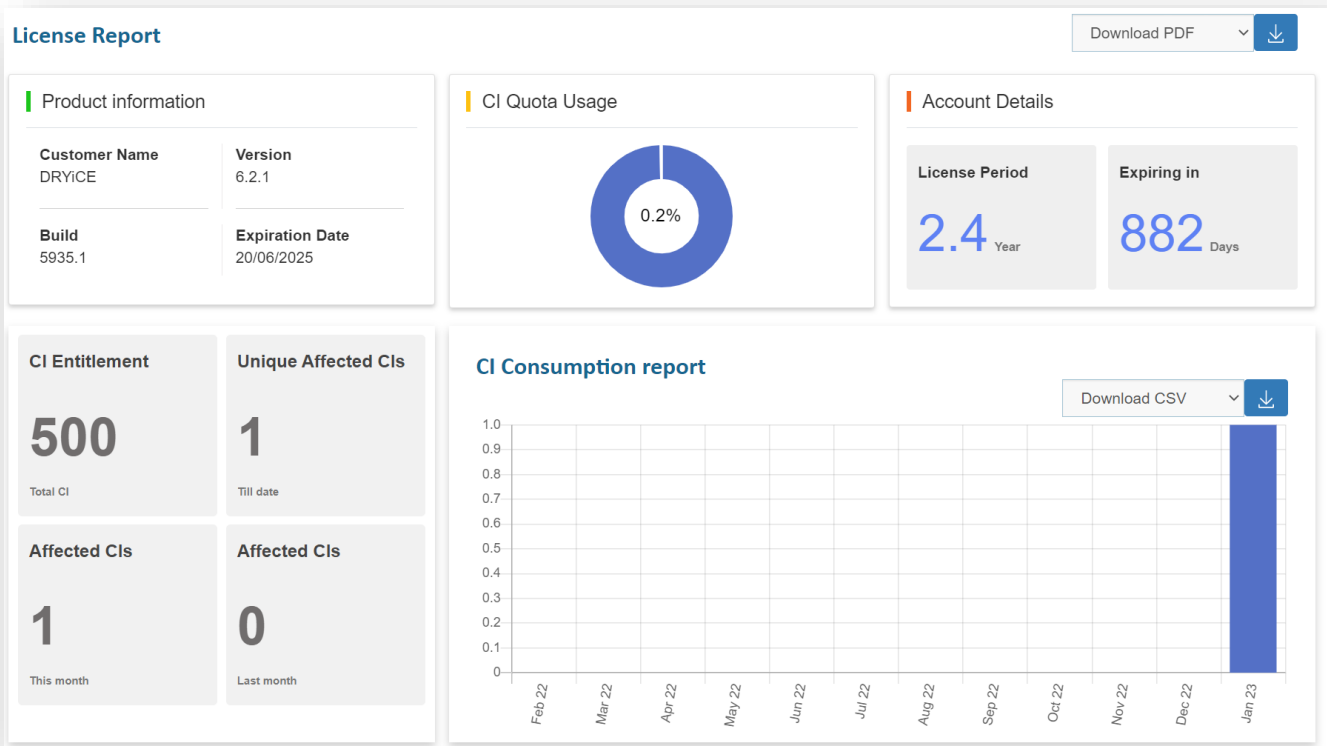 License Report
Download PDF
Product information
Customer Name
DRYiCE
Version
6.2.1
Build
5935.1
Expiration Date
20/06/2025
CI Quota Usage
0.2%
Account Details
License Period
2.4 Year
Expiring in
882 Days
CI Entitlement
500
Total CI
Unique Affected CIs
1
Till date
Affected CIs
1
This month
Affected CIs
0
Last month
CI Consumption report
Download CSV
1.0
0.9
0.8
0.7
0.6
0.5
0.4
0.3
0.2
0.1
0
Feb 22
Mar 22
Apr 22
May 22
Jun 22
Jul 22
Aug 22
Sep 22
Oct 22
Nov 22
Dec 22
Jan 23